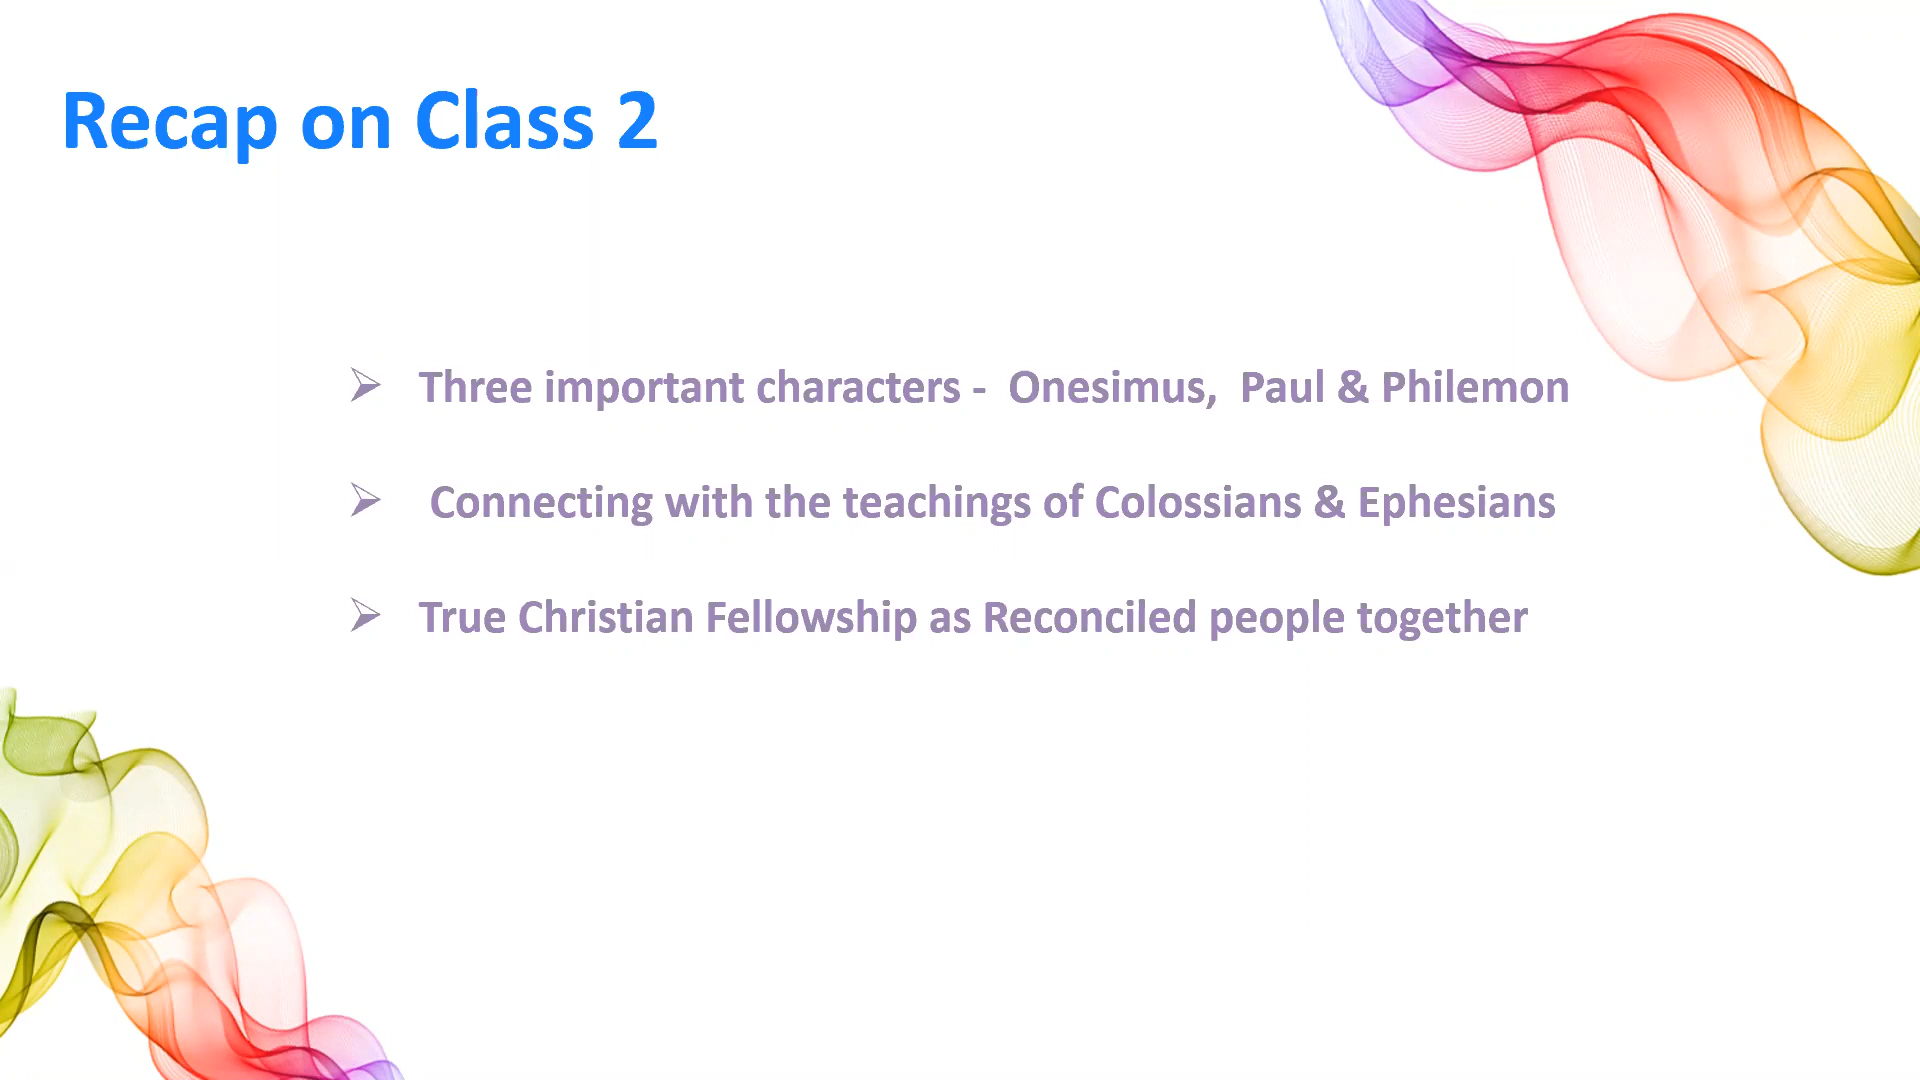 Recap on Class 2
➢ Three important characters - Onesimus, Paul & Philemon
➢ Connecting with the teachings of Colossians & Ephesians
➢ True Christian Fellowship as Reconciled people together